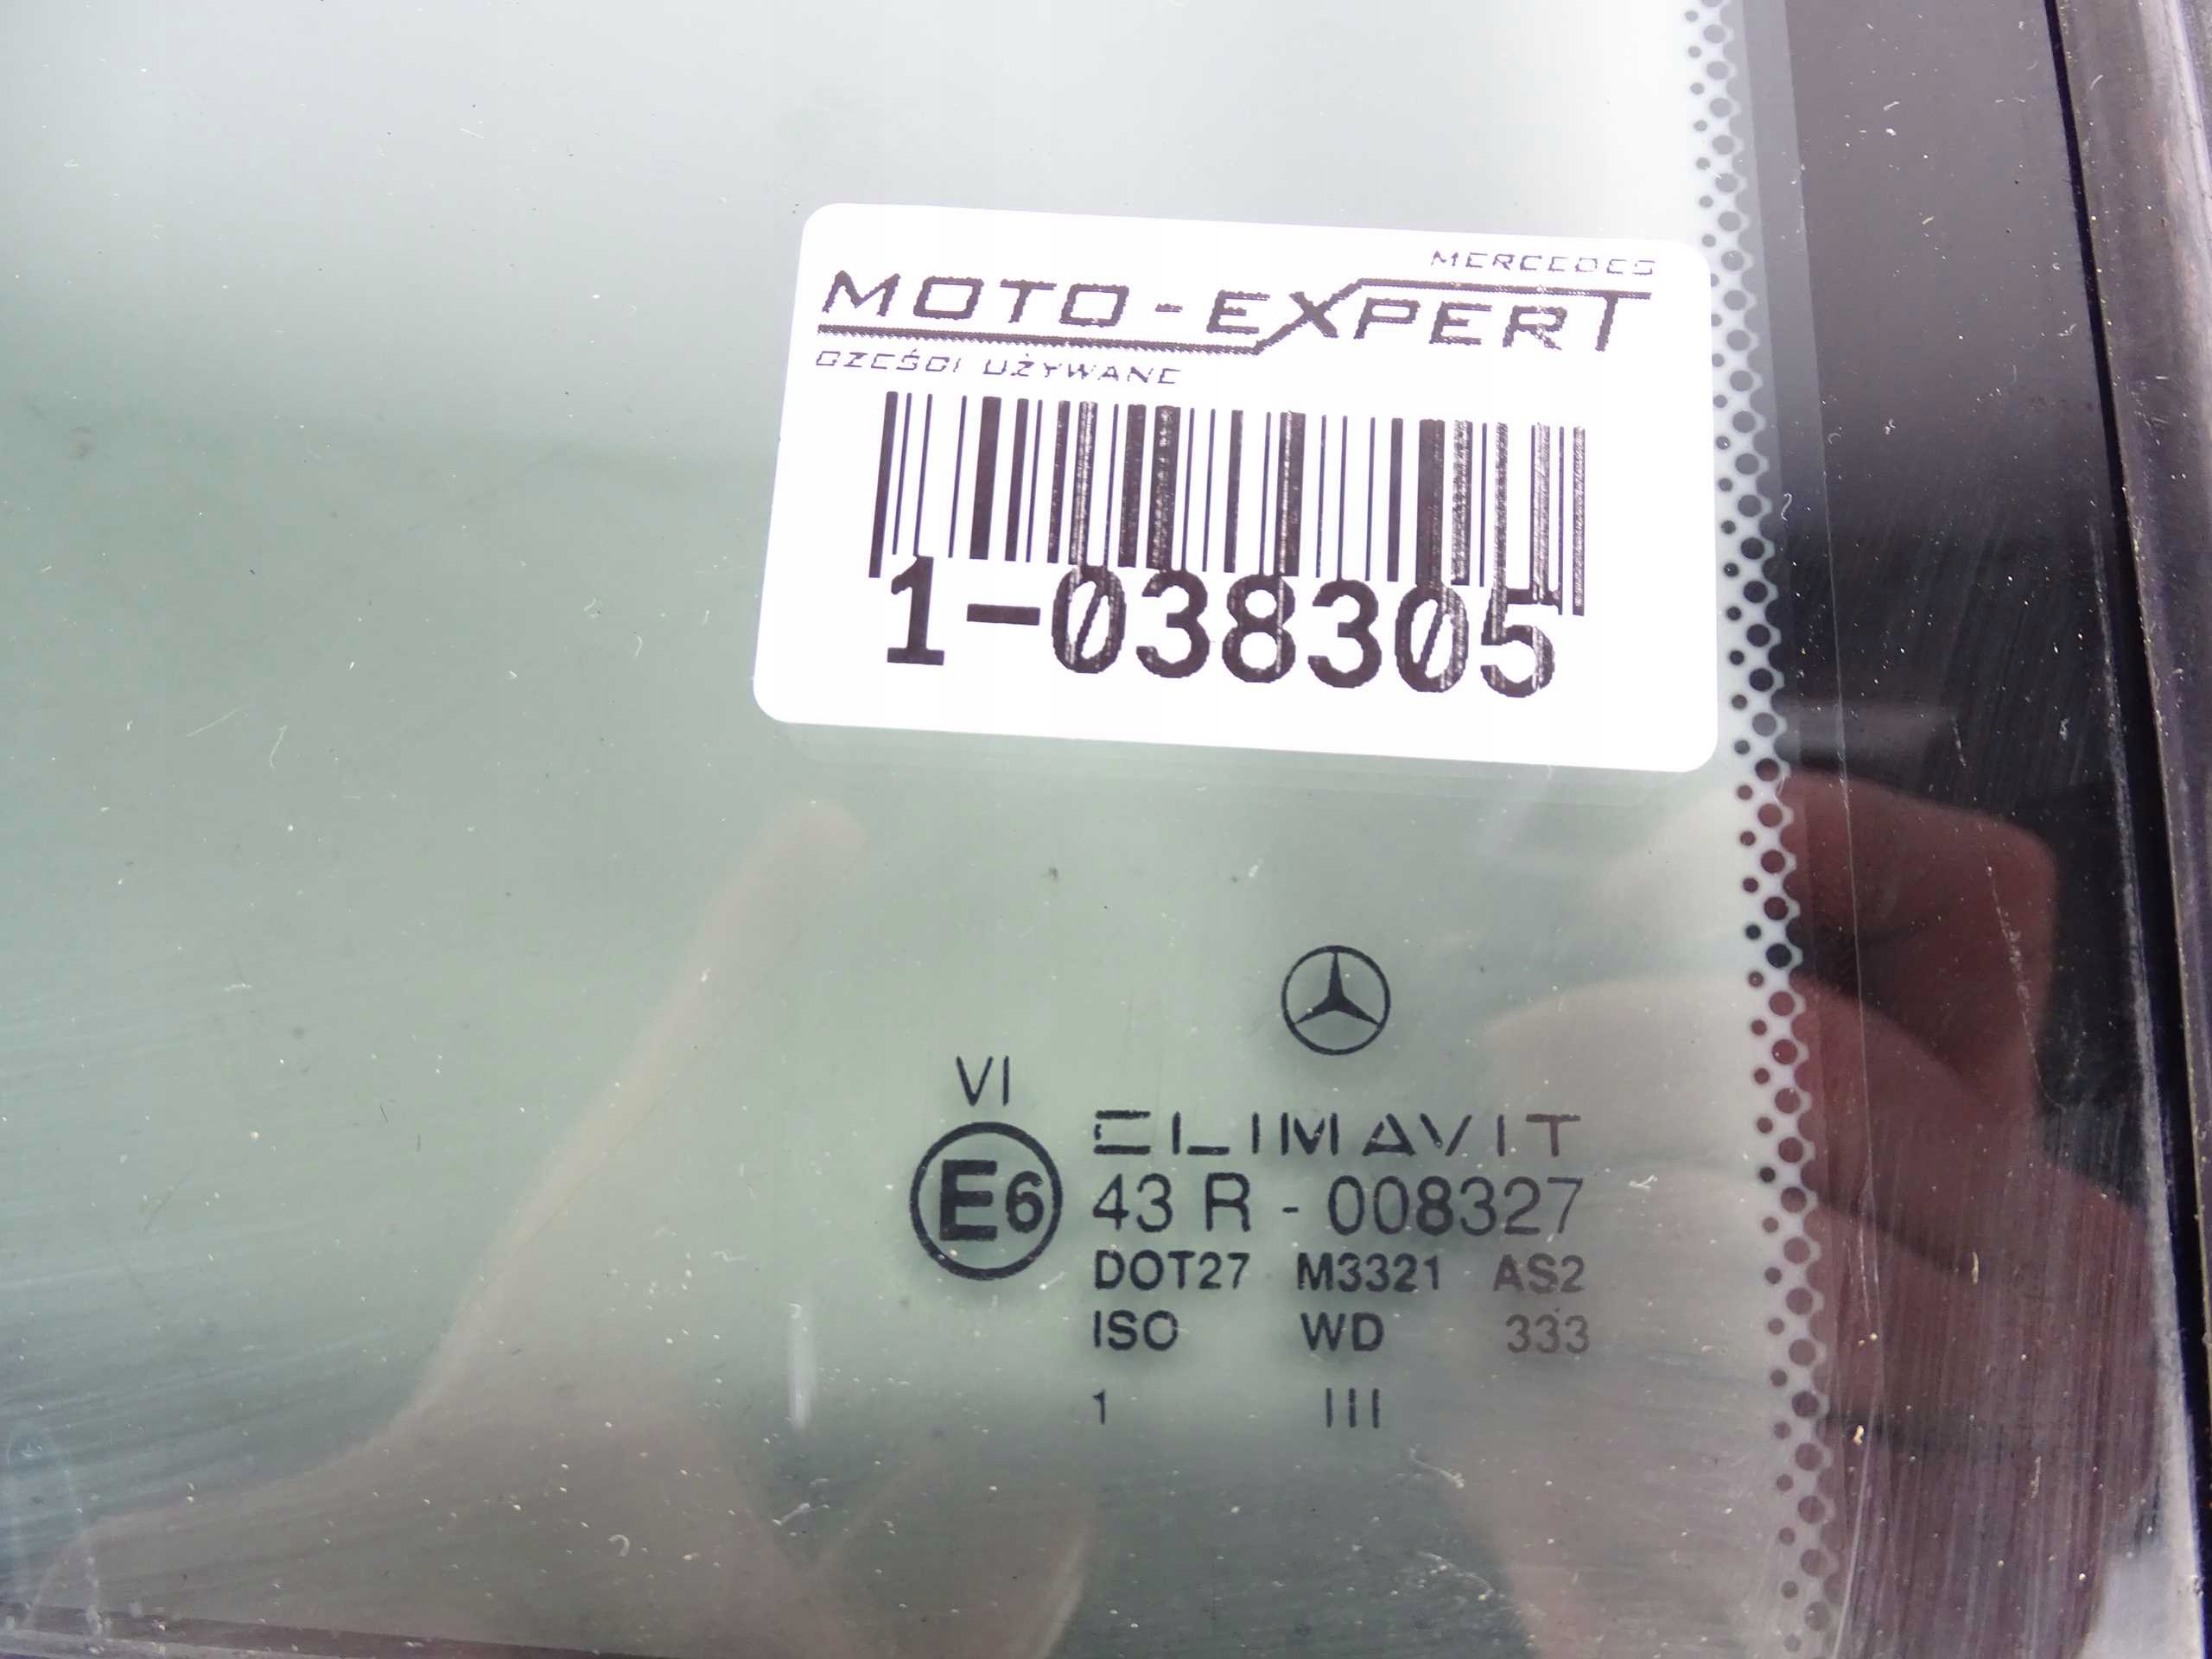 MERCEDES
MOTO-EXPERT
CZEŚCI UŻYWANE
1-038305
VI
CLIMAVIT
E6 43 R - 008327
DOT27 M3321 AS2
ISO WD 333
1 III